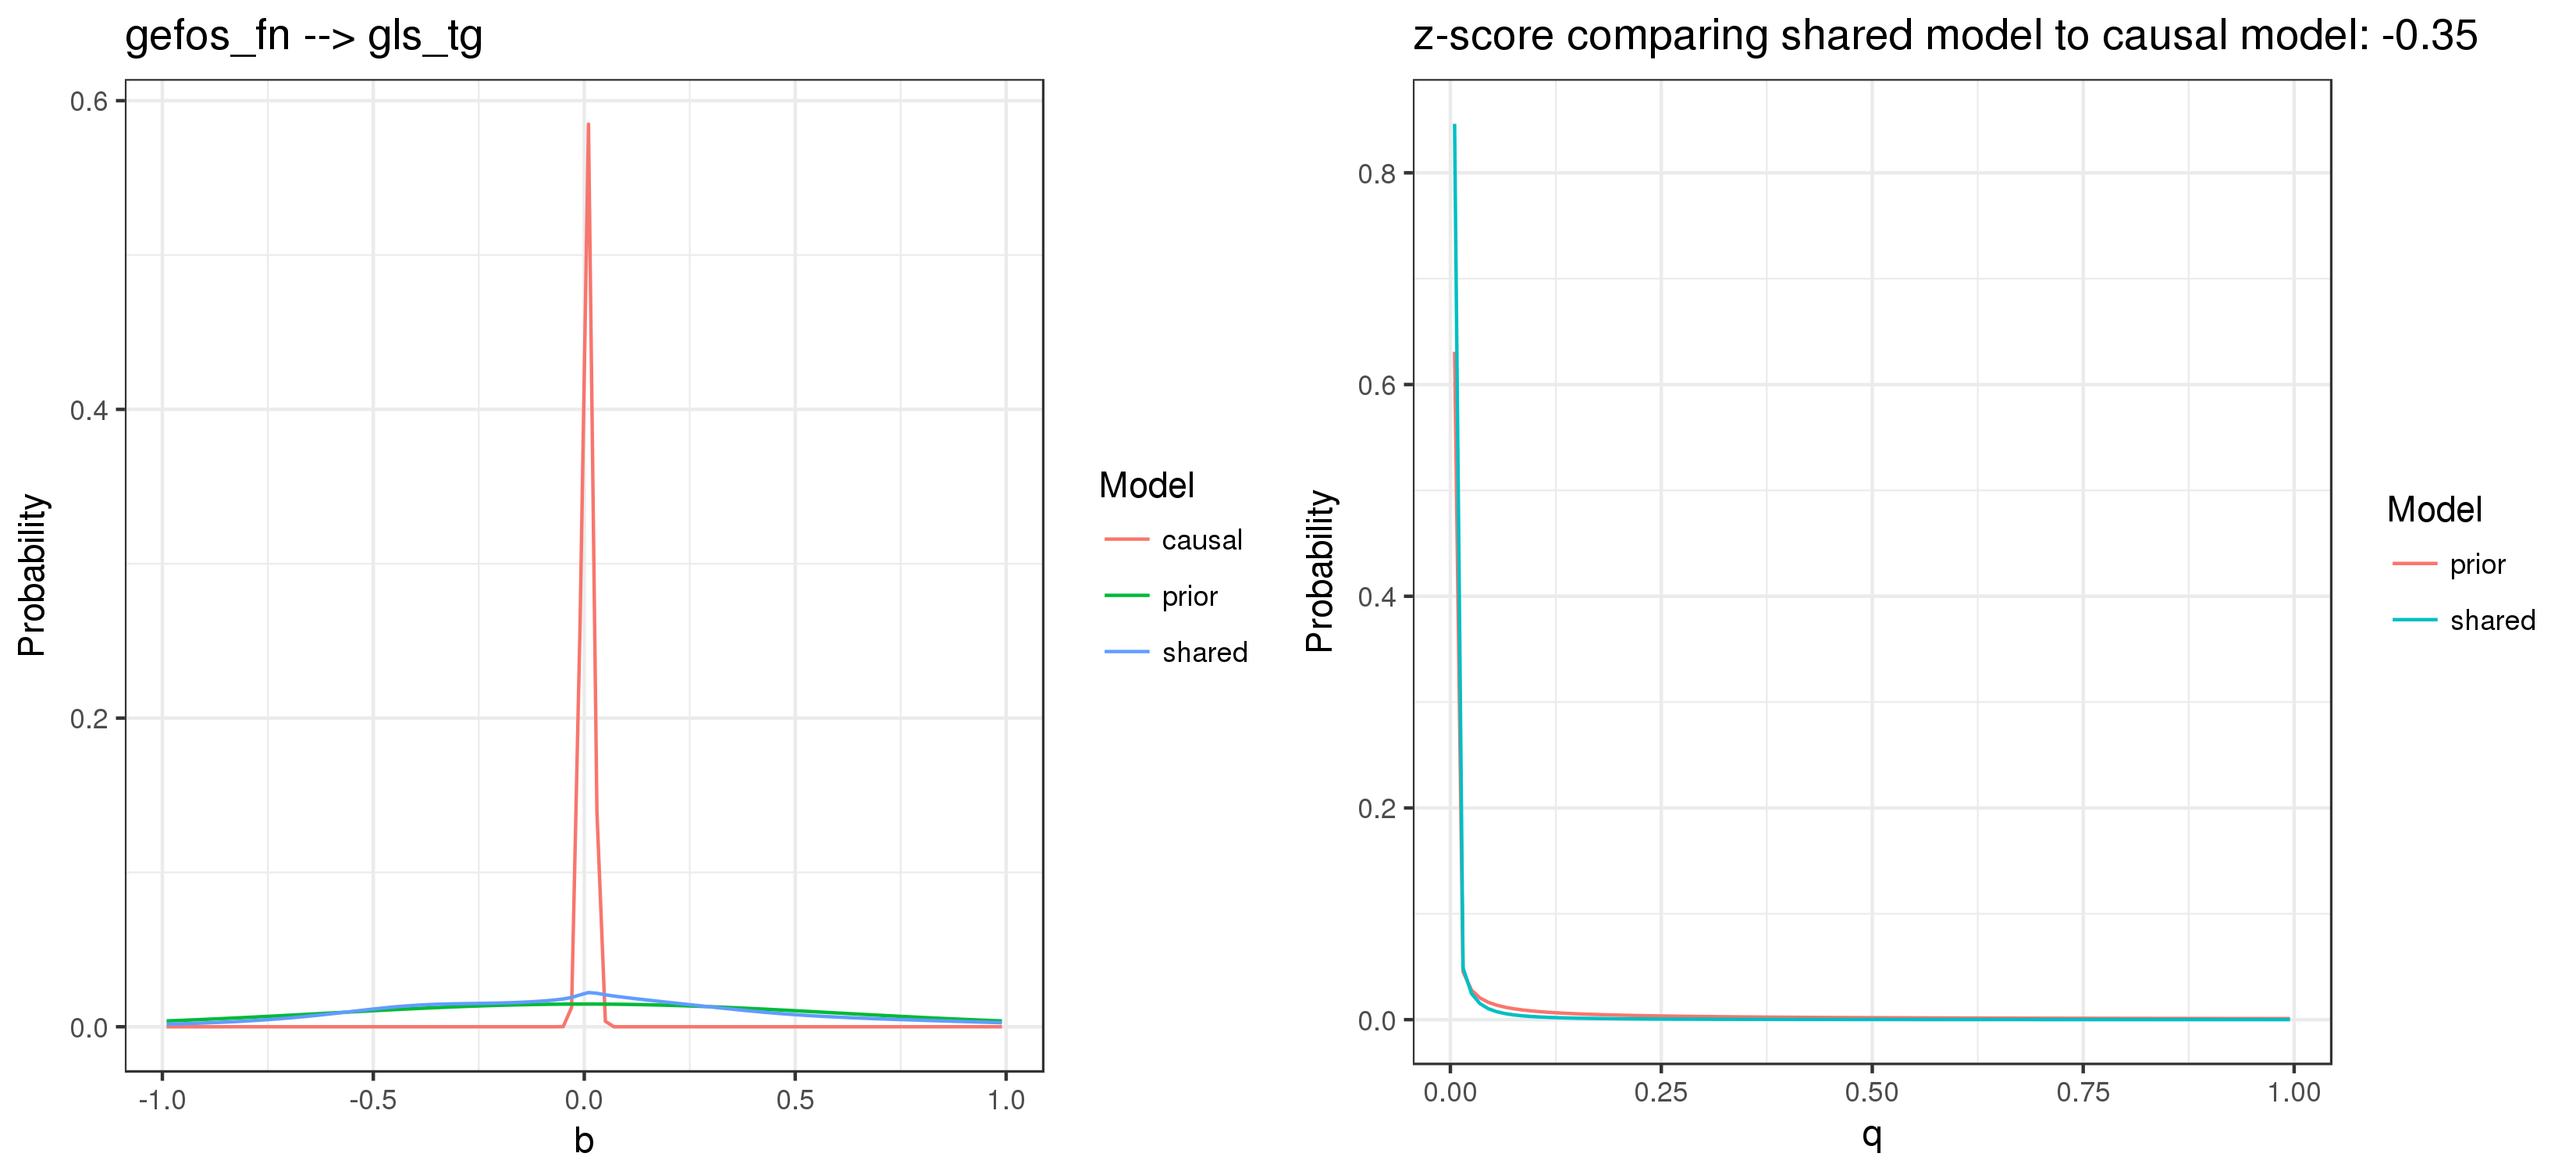 gefos_fn --> gls_tg
0.6
0.4
0.2
0.0
Probability
-1.0 -0.5 0.0 0.5 1.0
b
Model
causal
prior
shared
z-score comparing shared model to causal model: -0.35
0.8
0.6
0.4
0.2
0.0
Probability
0.00 0.25 0.50 0.75 1.00
q
Model
prior
shared